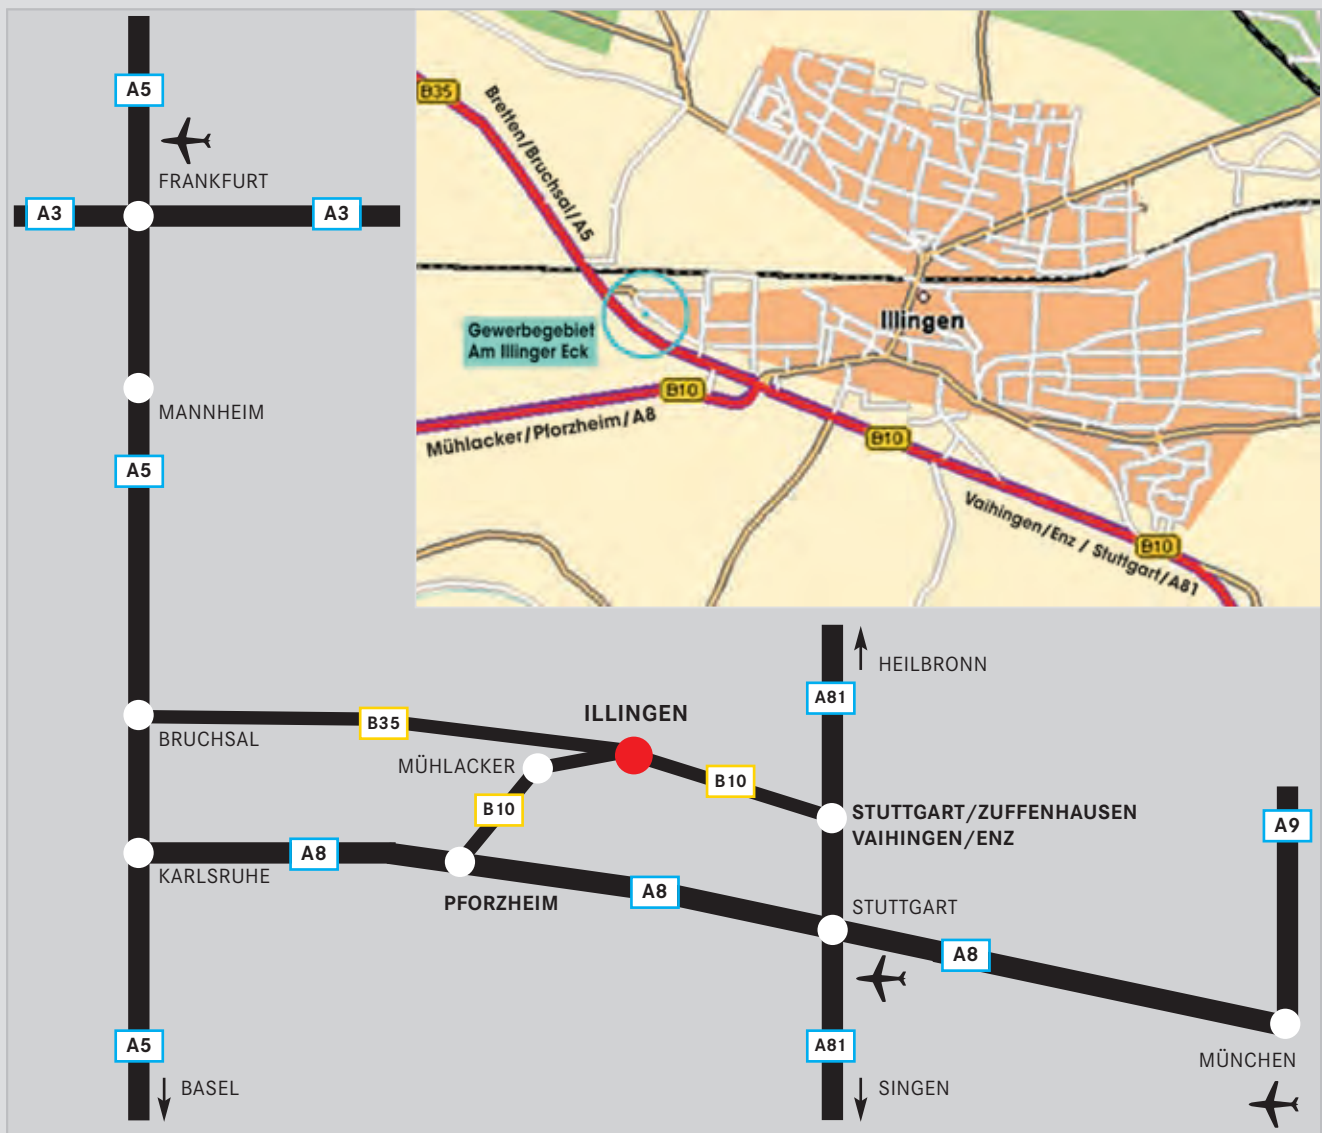 A5
FRANKFURT
A3
A3
MANNHEIM
A5
B35
Bretten/Bruchsal/A5
Illingen
Gewerbegebiet
Am Illinger Eck
B10
Mühlacker/Pforzheim/A8
B10
Vaihingen/Enz / Stuttgart/A81
B10
HEILBRONN
A81
BRUCHSAL
B35
ILLINGEN
MÜHLACKER
B10
B10
STUTTGART/ZUFFENHAUSEN
VAIHINGEN/ENZ
A9
KARLSRUHE
A8
PFORZHEIM
A8
STUTTGART
A8
A5
BASEL
A81
SINGEN
MÜNCHEN